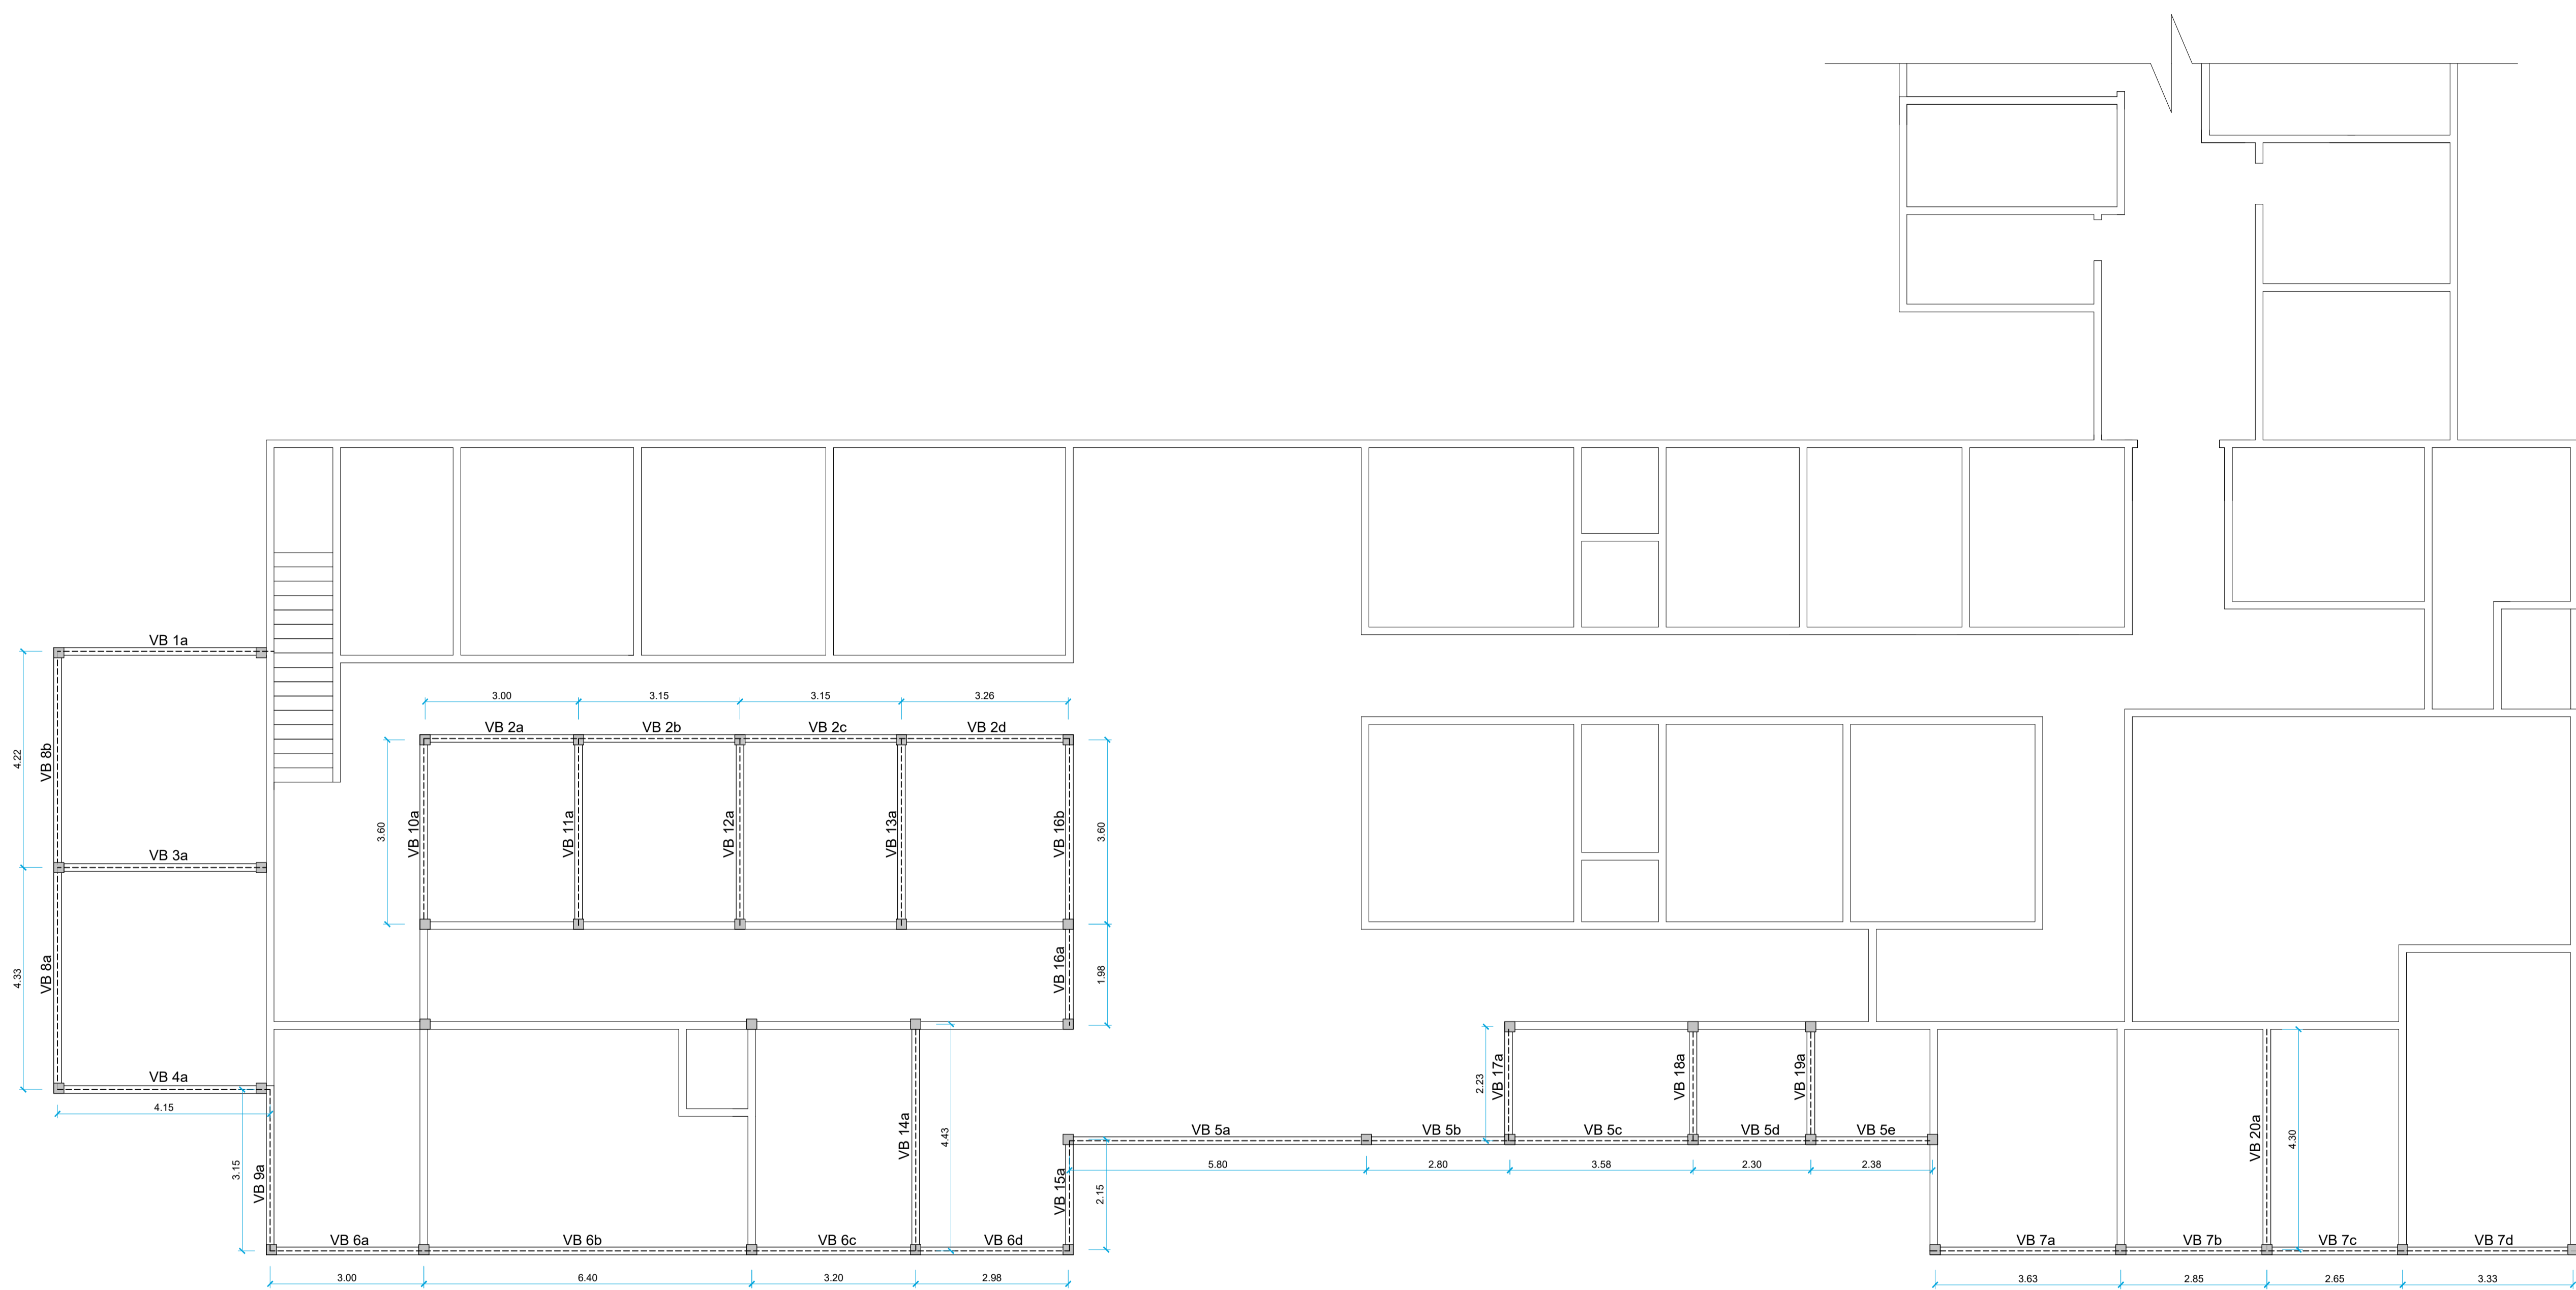 VB 1a
3.00
3.15
3.15
3.26
VB 2a
VB 2b
VB 2c
VB 2d
4.22
VB 8b
3.60
VB 10a
VB 11a
VB 12a
VB 13a
VB 16b
3.60
VB 3a
4.33
VB 8a
VB 16a
1.98
VB 4a
4.15
3.15
VB 9a
VB 14a
4.43
VB 15a
2.15
2.23
VB 17a
VB 18a
VB 19a
VB 5a
VB 5b
VB 5c
VB 5d
VB 5e
5.80
2.80
3.58
2.30
2.38
VB 20a
4.30
VB 6a
VB 6b
VB 6c
VB 6d
VB 7a
VB 7b
VB 7c
VB 7d
3.00
6.40
3.20
2.98
3.63
2.85
2.65
3.33